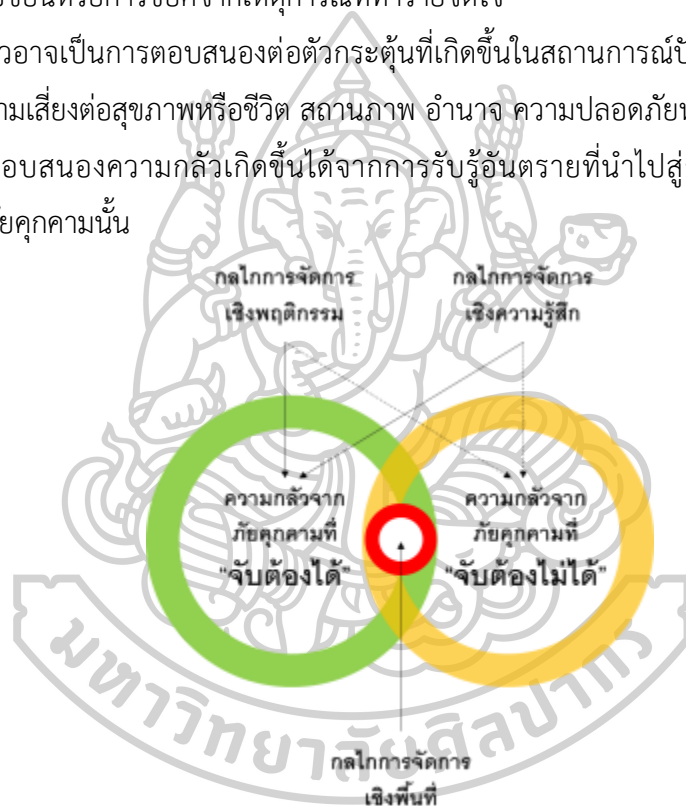 วอาจเป็นการตอบสนองต่อตัวกระตุ้นที่เกิดขึ้นในสถานการณ์ปั
ามเสี่ยงต่อสุขภาพหรือชีวิต สถานภาพ อำนาจ ความปลอดภัย
อบสนองความกลัวเกิดขึ้นได้จากการรับรู้อันตรายที่นำไปสู่
ัยคุกคามนั้น
กลไกการจัดการ
เชิงพฤติกรรม
กลไกการจัดการ
เชิงความรู้สึก
ความกลัวจาก
ภัยคุกคามที่
"จับต้องได้"
ความกลัวจาก
ภัยคุกคามที่
"จับต้องไม่ได้"
มหาวิทยาลัยศิลปากร
กลไกการจัดการ
เชิงพื้นที่